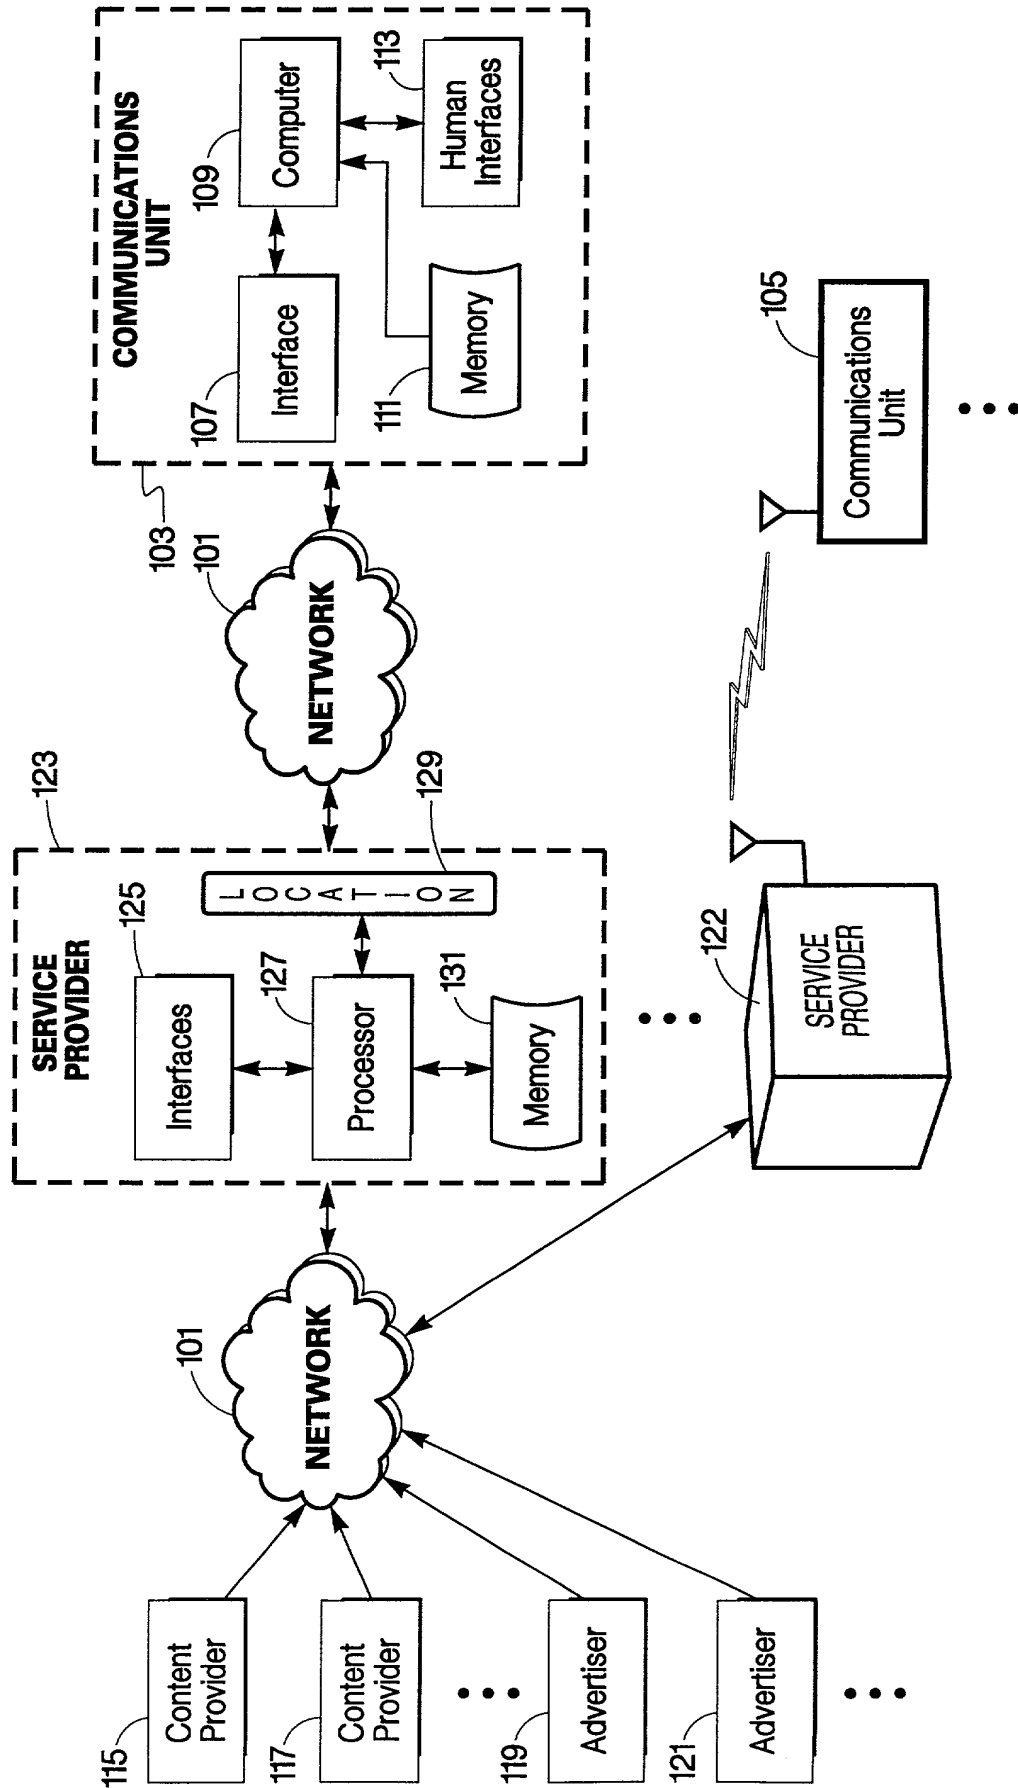 115
Content
Provider
117
Content
Provider
119
Advertiser
121
Advertiser
101
NETWORK
123
SERVICE
PROVIDER
125
Interfaces
127
Processor
131
Memory
129
LOCATION
122
SERVICE
PROVIDER
101
NETWORK
103
COMMUNICATIONS
UNIT
107
Interface
109
Computer
111
Memory
113
Human
Interfaces
105
Communications
Unit